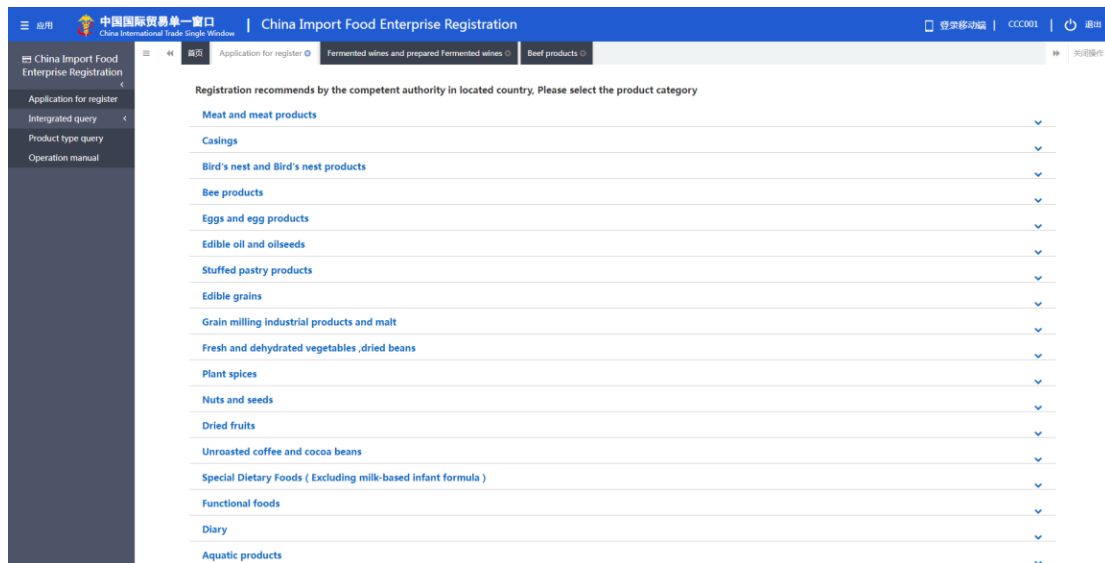 应用
中国国际贸易单一窗口
China International Trade Single Window
China Import Food Enterprise Registration
登录移动端
CCC001
退出
China Import Food
Enterprise Registration
Application for register
Intergrated query
Product type query
Operation manual
首页
Application for register
Fermented wines and prepared Fermented wines
Beef products
关闭操作
Registration recommends by the competent authority in located country, Please select the product category
Meat and meat products
Casings
Bird's nest and Bird's nest products
Bee products
Eggs and egg products
Edible oil and oilseeds
Stuffed pastry products
Edible grains
Grain milling industrial products and malt
Fresh and dehydrated vegetables ,dried beans
Plant spices
Nuts and seeds
Dried fruits
Unroasted coffee and cocoa beans
Special Dietary Foods ( Excluding milk-based infant formula )
Functional foods
Diary
Aquatic products